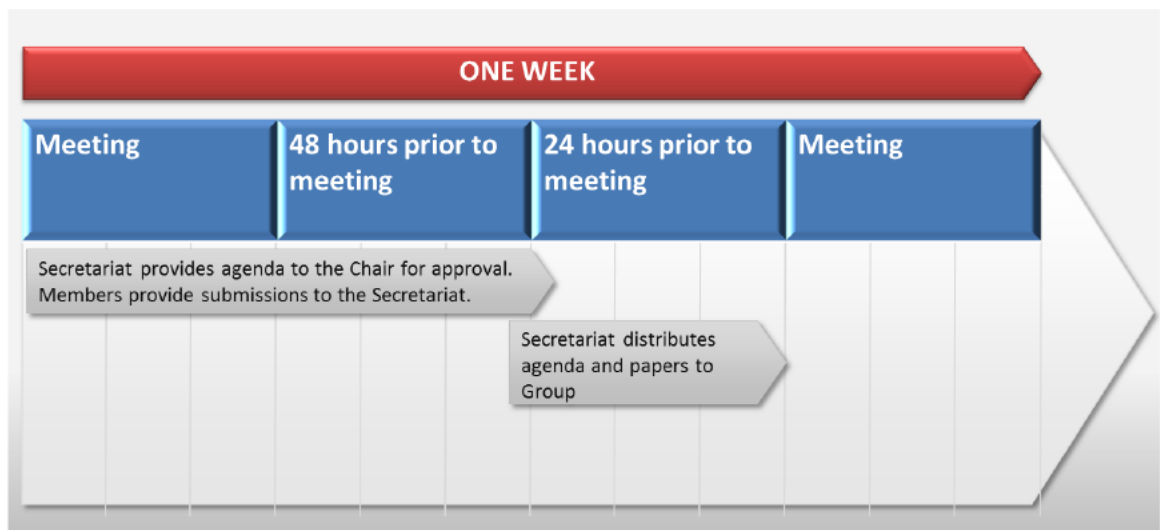 ONE WEEK
Meeting
48 hours prior to
meeting
24 hours prior to
meeting
Meeting
Secretariat provides agenda to the Chair for approval.
Members provide submissions to the Secretariat.
Secretariat distributes
agenda and papers to
Group